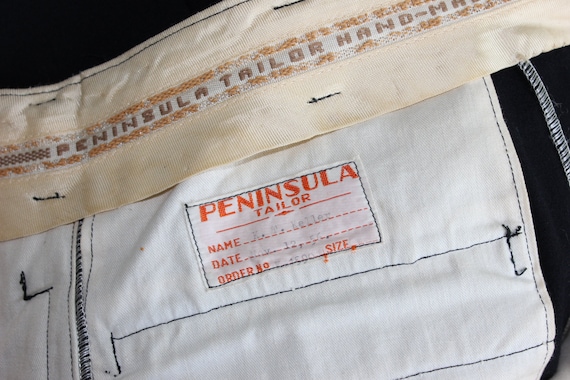 PENINSULA TAILOR HAND-MA
PENINSULA
TAILOR
NAME
DATE
SIZE
ORDER No